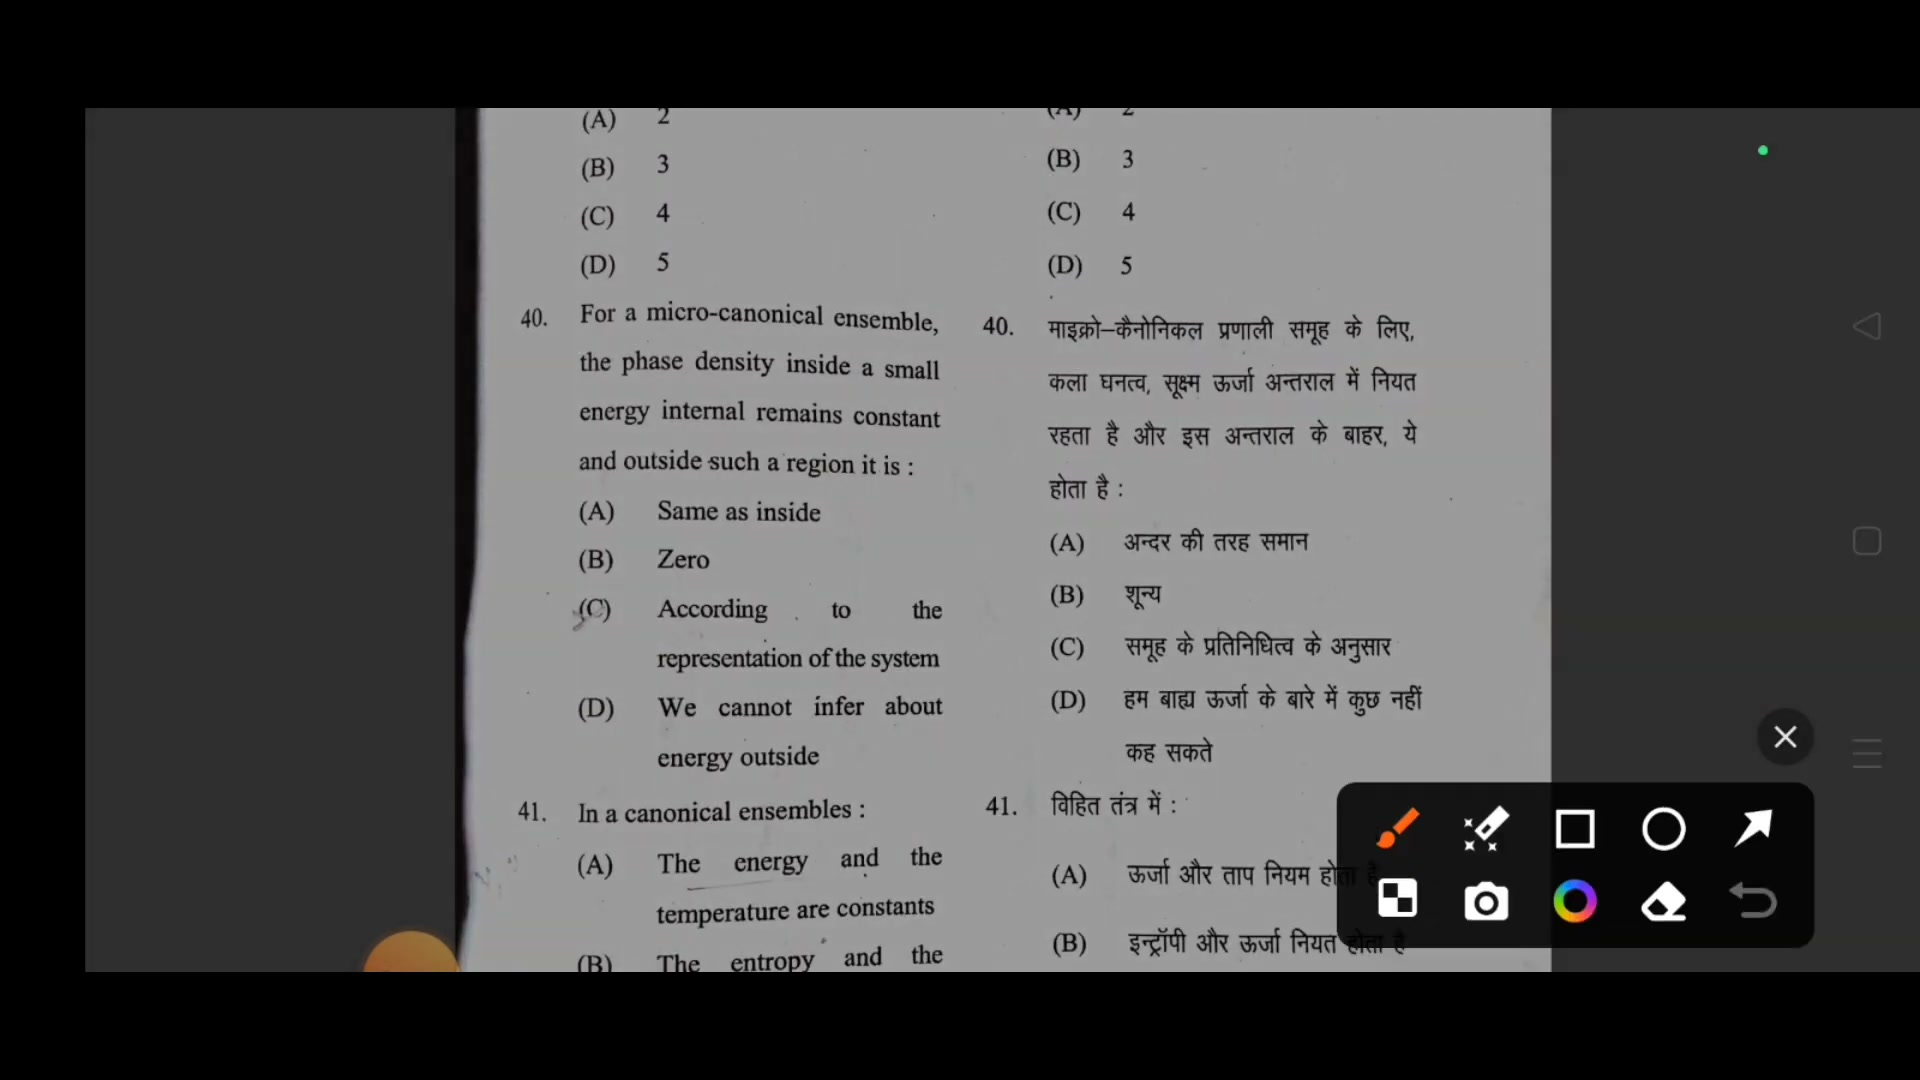 (A) 2
(B) 3
(C) 4
(D) 5
40. For a micro-canonical ensemble,
the phase density inside a small
energy internal remains constant
and outside such a region it is :
(A) Same as inside
(B) Zero
(C) According to the
representation of the system
(D) We cannot infer about
energy outside
41. In a canonical ensembles :
(A) The energy and the
temperature are constants
(B) The entropy and the
(A) 2
(B) 3
(C) 4
(D) 5
40. माइक्रो–कैनोनिकल प्रणाली समूह के लिए,
कला घनत्व, सूक्ष्म ऊर्जा अन्तराल में नियत
रहता है और इस अन्तराल के बाहर, ये
होता है :
(A) अन्दर की तरह समान
(B) शून्य
(C) समूह के प्रतिनिधित्व के अनुसार
(D) हम बाह्य ऊर्जा के बारे में कुछ नहीं
कह सकते
41. विहित तंत्र में :
(A) ऊर्जा और ताप नियम होता है
(B) इन्ट्रॉपी और ऊर्जा नियत होता है